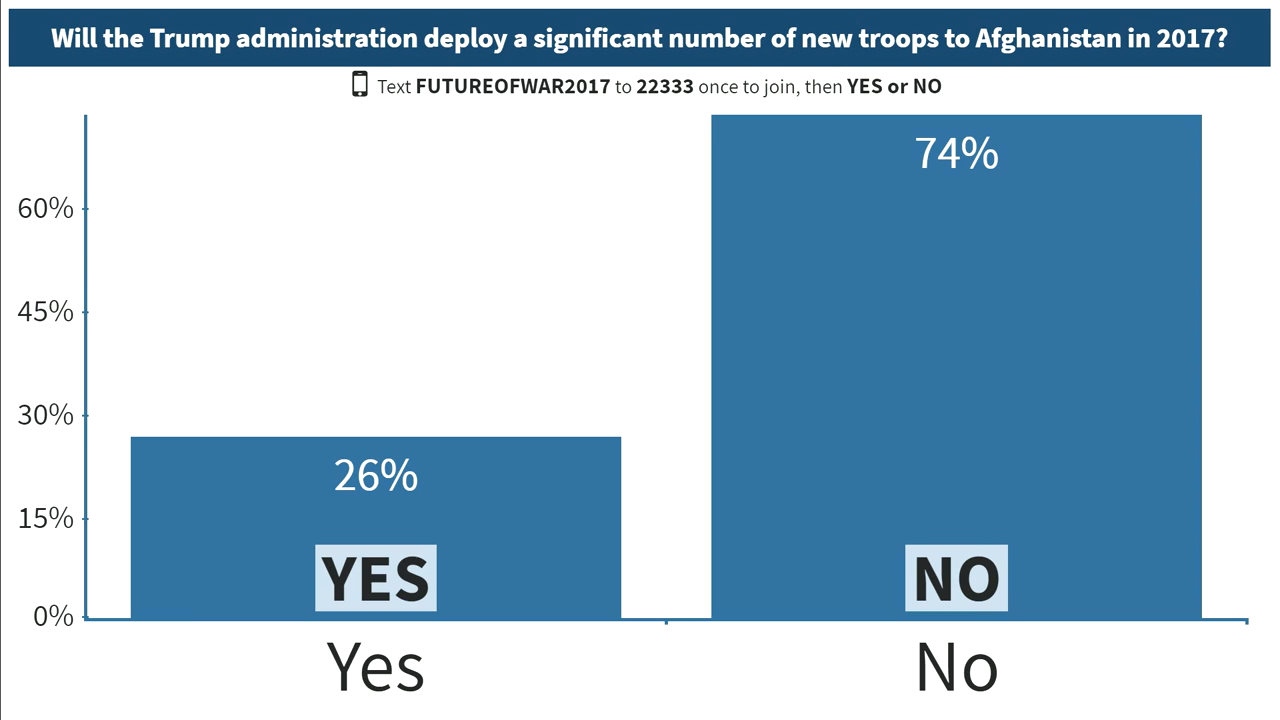 Will the Trump administration deploy a significant number of new troops to Afghanistan in 2017?
Text FUTUREOFWAR2017 to 22333 once to join, then YES or NO
74%
60%
45%
30%
26%
15%
YES
NO
0%
Yes
No